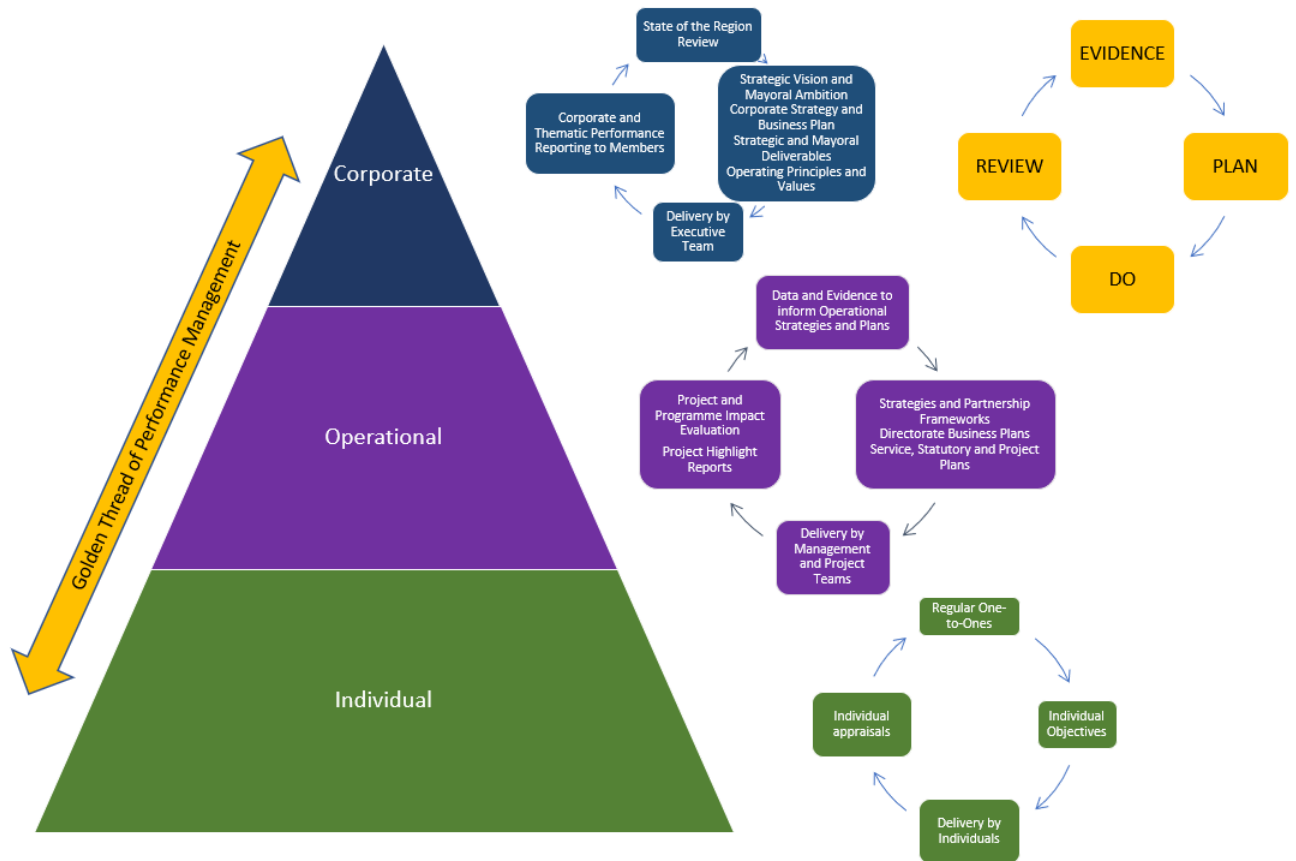 Golden Thread of Performance Management
Corporate
Operational
Individual
State of the Region
Review
Strategic Vision and
Mayoral Ambition
Corporate Strategy and
Business Plan
Strategic and Mayoral
Deliverables
Operating Principles and
Values
Delivery by
Executive
Team
Corporate and
Thematic Performance
Reporting to Members
EVIDENCE
PLAN
DO
REVIEW
Data and Evidence to
inform Operational
Strategies and Plans
Strategies and Partnership
Frameworks
Directorate Business Plans
Service, Statutory and Project
Plans
Delivery by
Management
and Project
Teams
Project and
Programme Impact
Evaluation
Project Highlight
Reports
Regular One-
to-Ones
Individual
Objectives
Delivery by
Individuals
Individual
appraisals